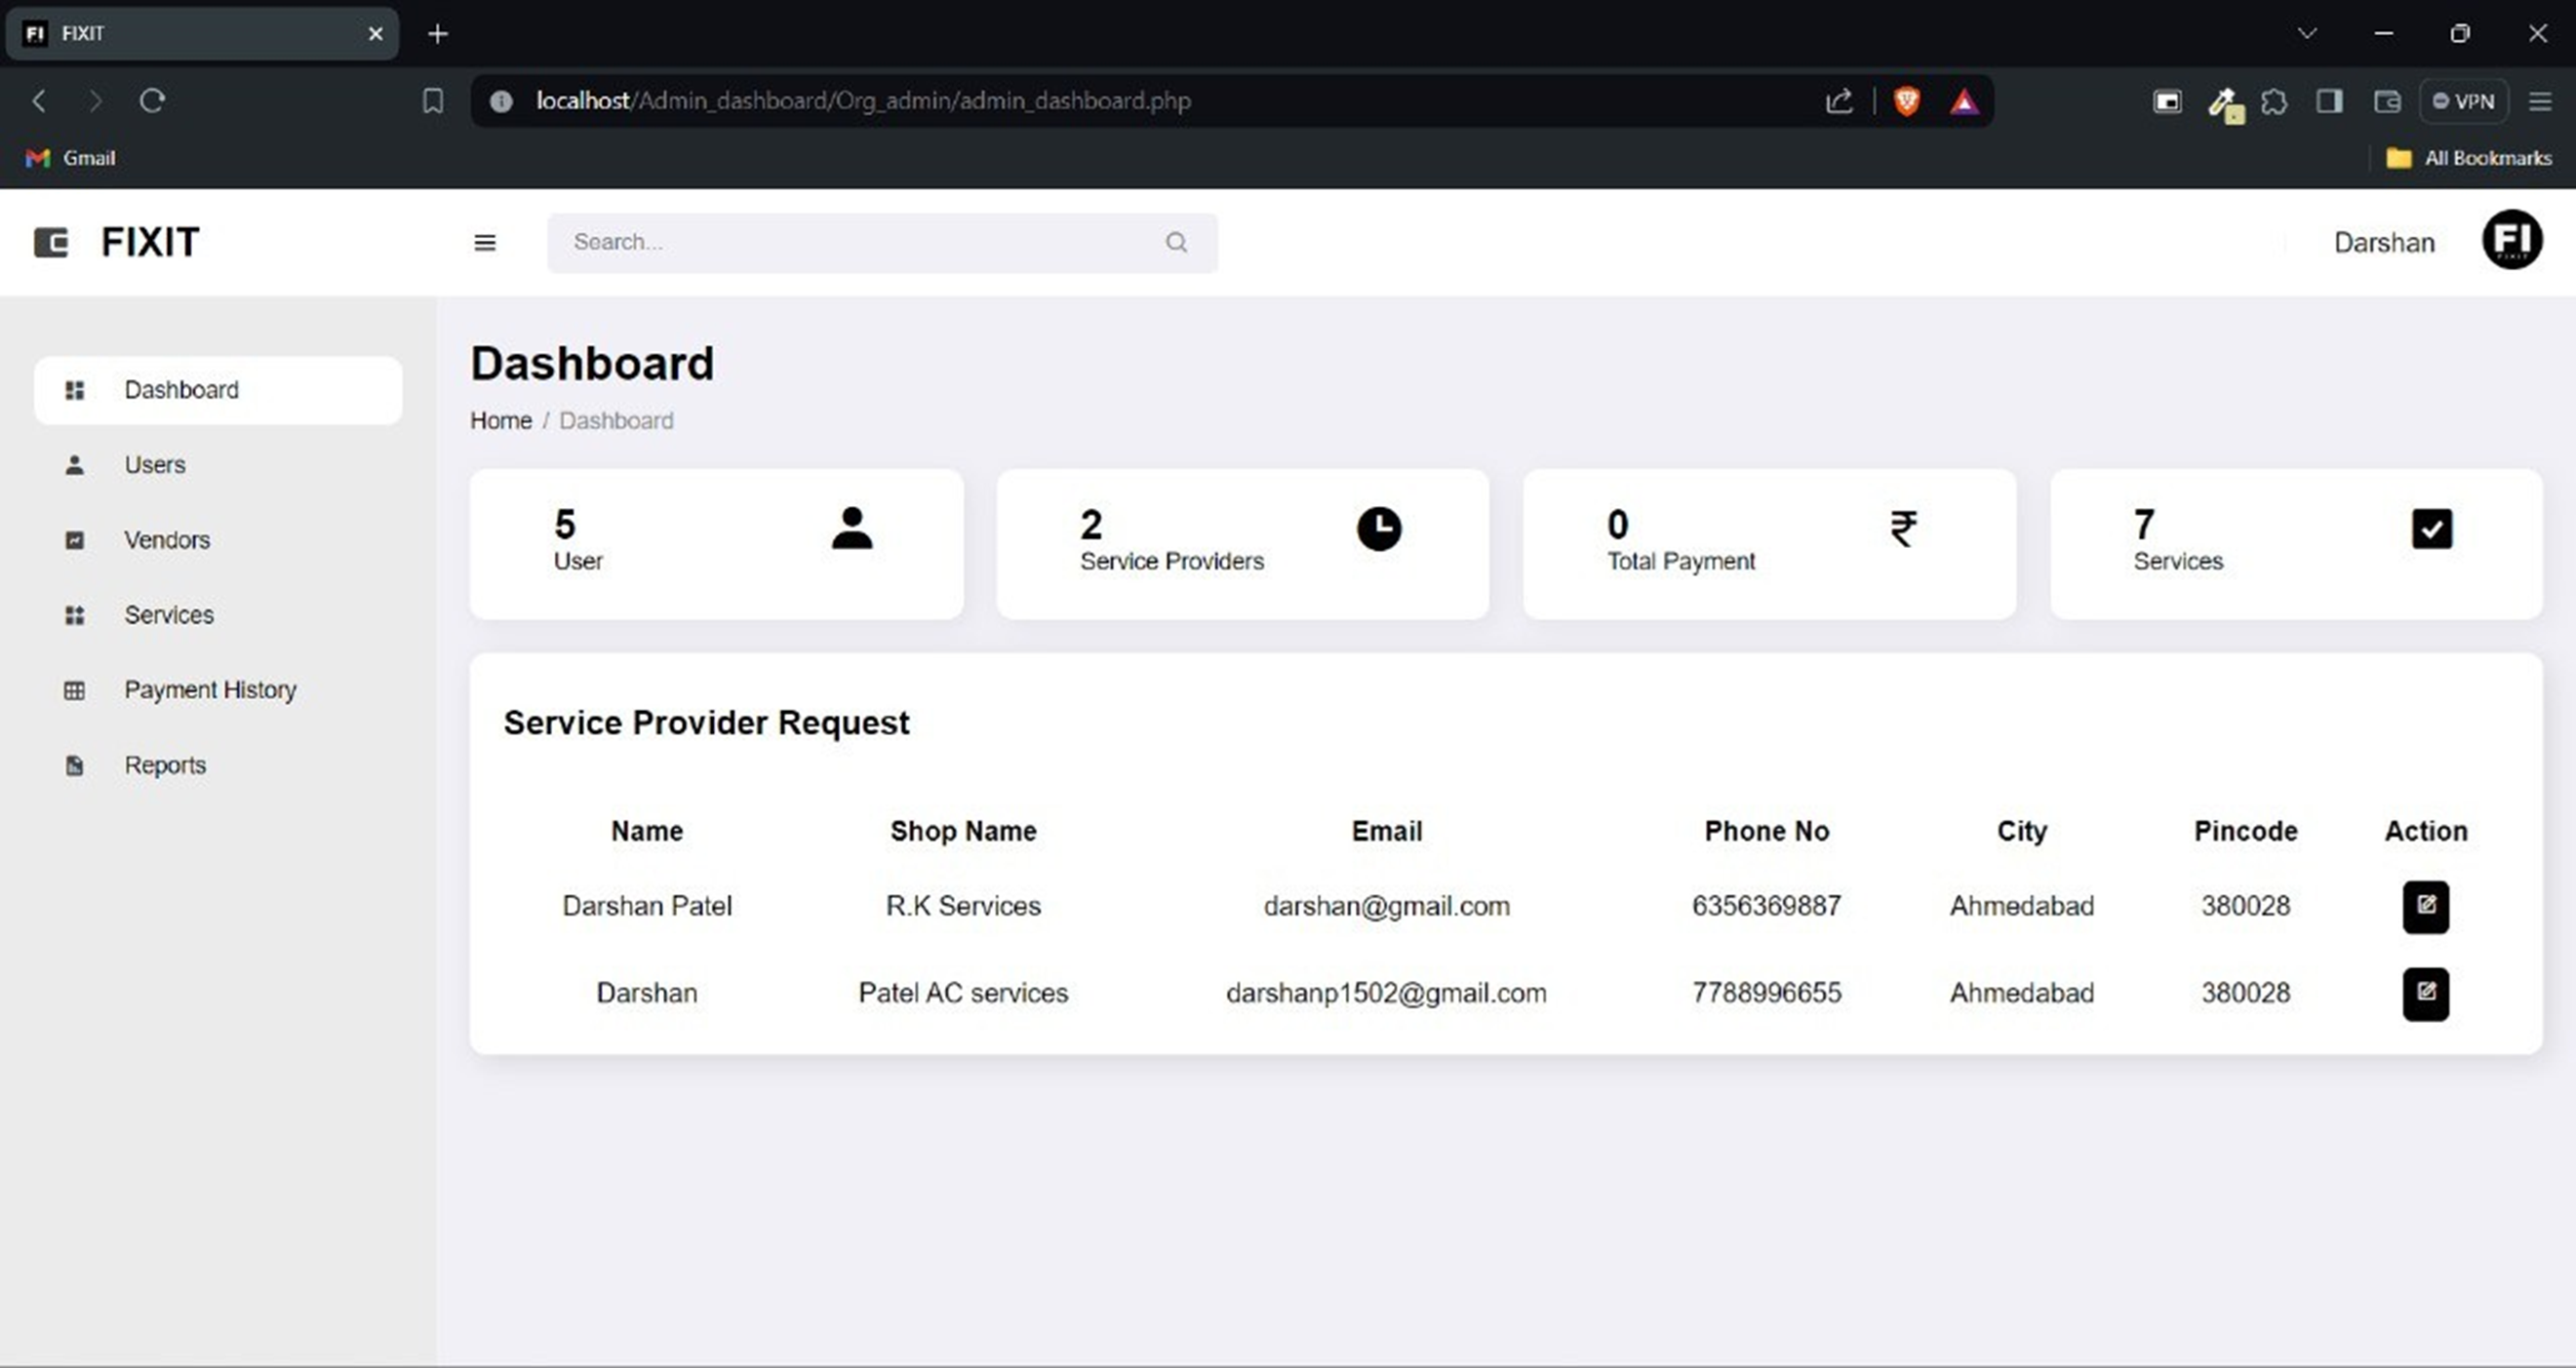 FIXIT
localhost/Admin_dashboard/Org_admin/admin_dashboard.php
VPN
Gmail
All Bookmarks
FIXIT
Search...
Darshan
FI
FIXIT
Dashboard
Users
Vendors
Services
Payment History
Reports
Dashboard
Home / Dashboard
5
User
2
Service Providers
0
Total Payment
₹
7
Services
Service Provider Request
Name Shop Name Email Phone No City Pincode Action
Darshan Patel R.K Services darshan@gmail.com 6356369887 Ahmedabad 380028
Darshan Patel AC services darshanp1502@gmail.com 7788996655 Ahmedabad 380028